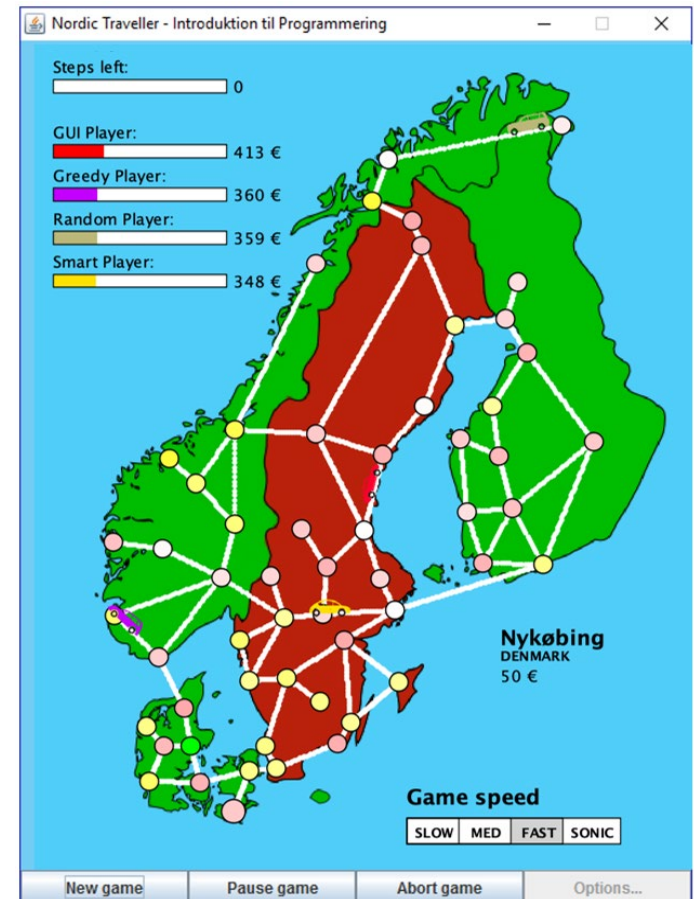 Nordic Traveller - Introduktion til Programmering
Steps left:
0
GUI Player:
413 €
Greedy Player:
360 €
Random Player:
359 €
Smart Player:
348 €
Nykøbing
DENMARK
50 €
Game speed
SLOW MED FAST SONIC
New game Pause game Abort game Options...